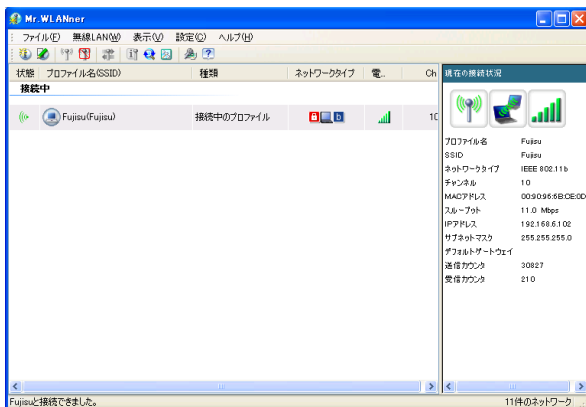 Mr.WLANner
ファイル(F) 無線LAN(W) 表示(V) 設定(C) ヘルプ(H)
状態 プロファイル名(SSID) 種類 ネットワークタイプ 電.. Ch
接続中
Fujisu(Fujisu) 接続中のプロファイル b 10
現在の接続状況
プロファイル名 Fujisu
SSID Fujisu
ネットワークタイプ IEEE 802.11b
チャンネル 10
MACアドレス 00:90:96:6B:CE:0D
スループット 11.0 Mbps
IPアドレス 192.168.6.102
サブネットマスク 255.255.255.0
デフォルトゲートウェイ
送信カウンタ 30827
受信カウンタ 210
Fujisuと接続できました。 11件のネットワーク